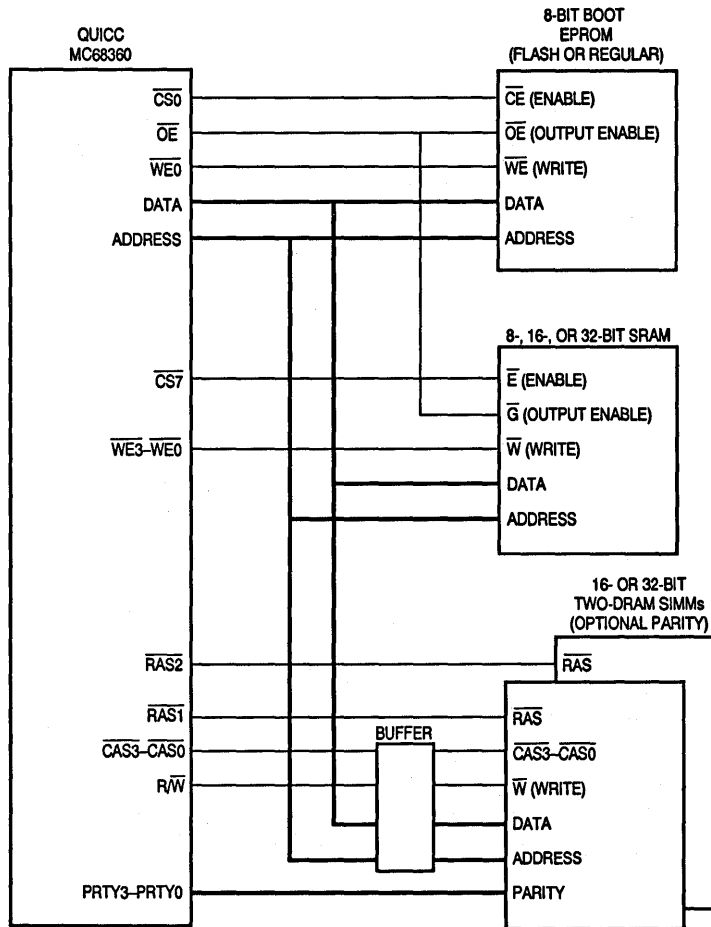 QUICC
MC68360
8-BIT BOOT
EPROM
(FLASH OR REGULAR)
CS0
CE (ENABLE)
OE
OE (OUTPUT ENABLE)
WE0
WE (WRITE)
DATA
DATA
ADDRESS
ADDRESS
8-, 16-, OR 32-BIT SRAM
CS7
E (ENABLE)
G (OUTPUT ENABLE)
WE3–WE0
W (WRITE)
DATA
ADDRESS
16- OR 32-BIT
TWO-DRAM SIMMs
(OPTIONAL PARITY)
RAS2
RAS
RAS1
RAS
BUFFER
CAS3–CAS0
CAS3–CAS0
R/W
W (WRITE)
DATA
ADDRESS
PRTY3–PRTY0
PARITY